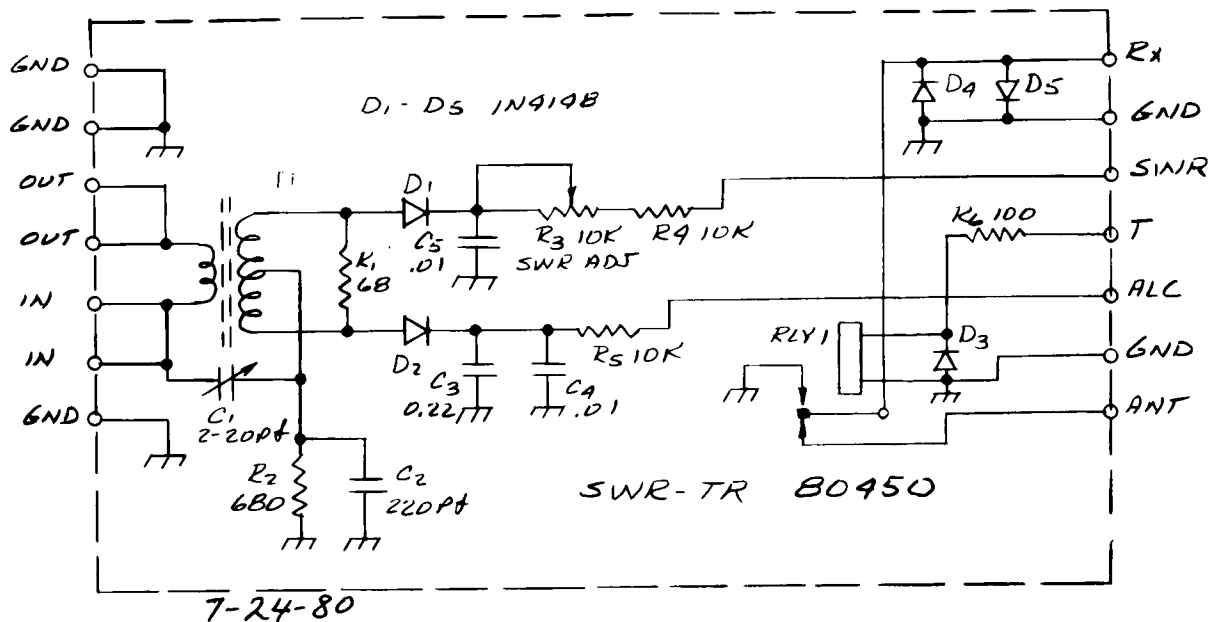 GND
GND
OUT
OUT
IN
IN
GND
D1-D5 1N4148
D1
C5
.01
R3 10K
SWR ADJ
R4 10K
R1
68
D2
C3
0.22
C4
.01
R5 10K
C1
2-20pf
R2
680
C2
220pf
D4
D5
R6 100
RLY1
D3
RX
GND
SWR
T
ALC
GND
ANT
SWR-TR 80450
7-24-80